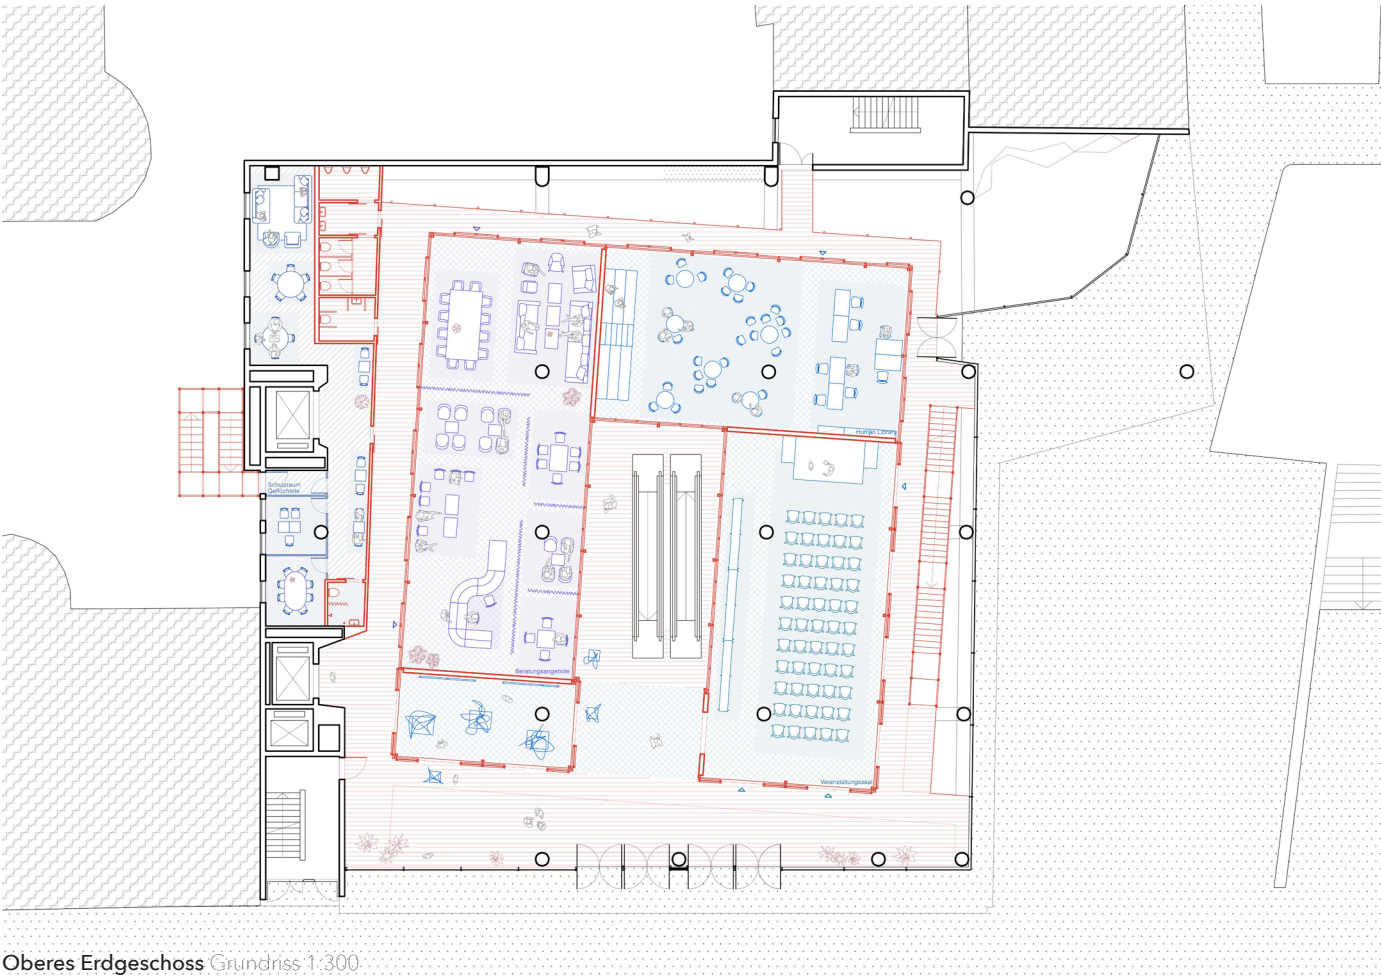 Human Library
Schutzraum
Geflüchtete
Beratungsangebote
Veranstaltungssaal
Oberes Erdgeschoss Grundriss 1:300